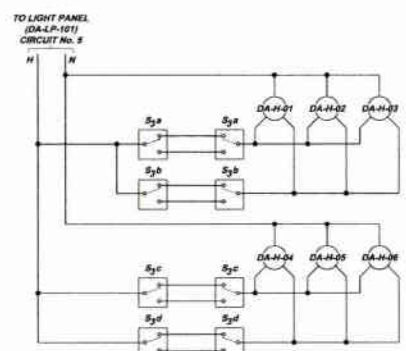 TO LIGHT PANEL
(DA-LP-101)
CIRCUIT No. 5
H N
DA-H-01 DA-H-02 DA-H-03
S3a S3a
S3b S3b
DA-H-04 DA-H-05 DA-H-06
S3c S3c
S3d S3d